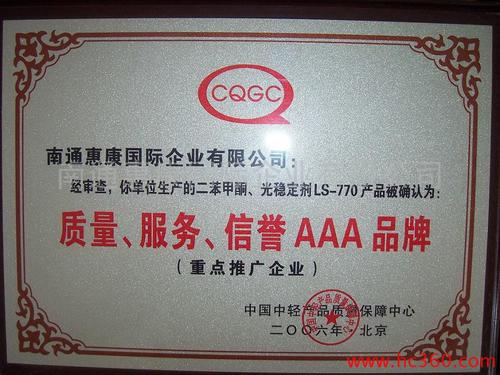 CQGC
南通惠康国际企业有限公司：
经审查，你单位生产的二苯甲酮、光稳定剂LS-770产品被确认为：
质量、服务、信誉AAA品牌
（重点推广企业）
中国中轻产品质量保障中心
二〇〇六年 北京
www.hc360.com